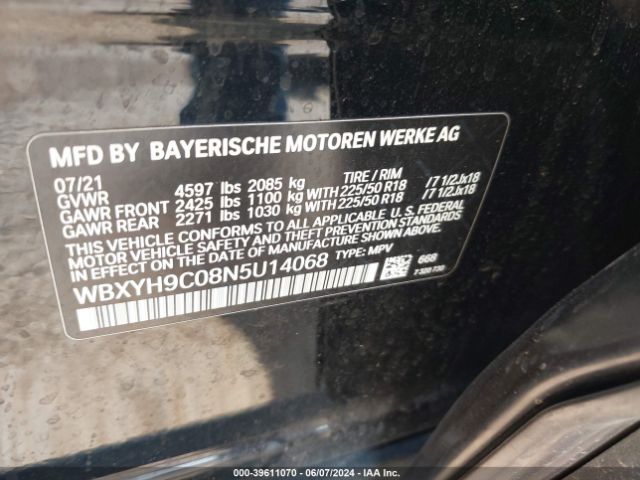 MFD BY BAYERISCHE MOTOREN WERKE AG
07/21 TIRE / RIM
GVWR 4597 lbs 2085 kg
GAWR FRONT 2425 lbs 1100 kg WITH 225/50 R18 /7 1/2Jx18
GAWR REAR 2271 lbs 1030 kg WITH 225/50 R18 /7 1/2Jx18
THIS VEHICLE CONFORMS TO ALL APPLICABLE U.S. FEDERAL
MOTOR VEHICLE SAFETY AND THEFT PREVENTION STANDARDS
IN EFFECT ON THE DATE OF MANUFACTURE SHOWN ABOVE.
WBXYH9C08N5U14068 TYPE: MPV
668
7 320 730
000-39611070 | 06/07/2024 | IAA Inc.